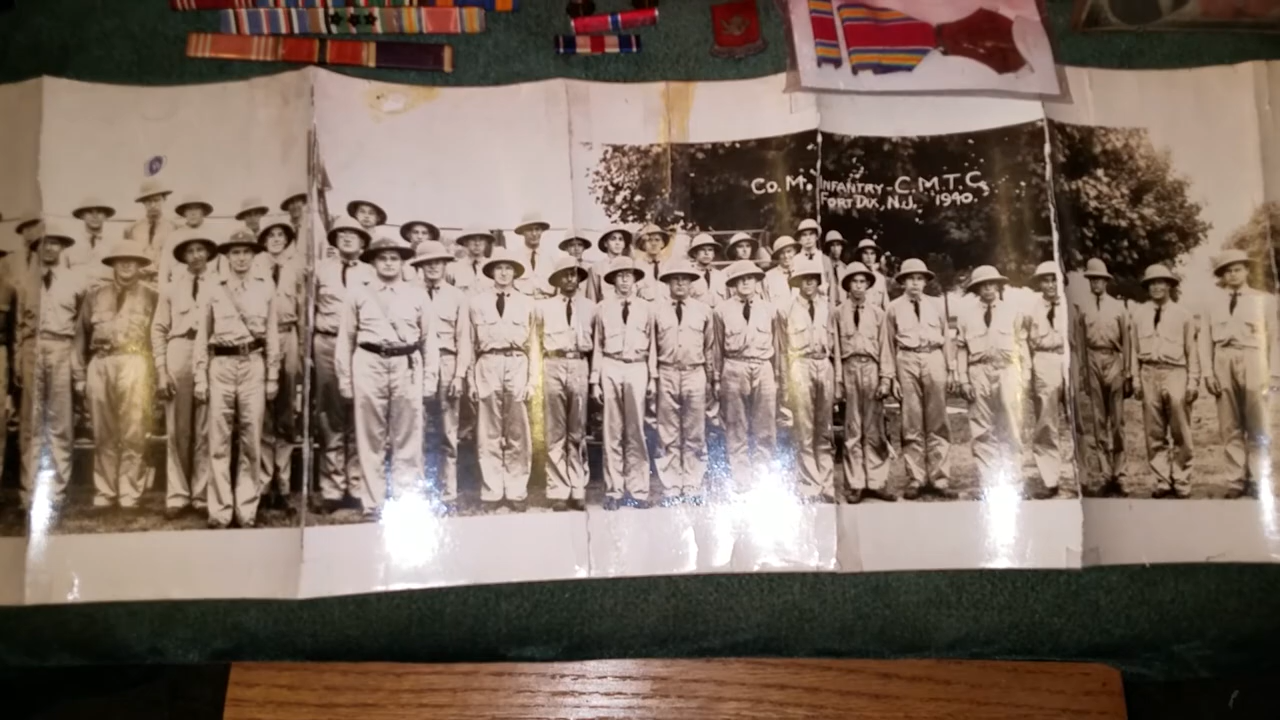 Co. M. INFANTRY - C.M.T.C.
FORT DIX, N.J. 1940.